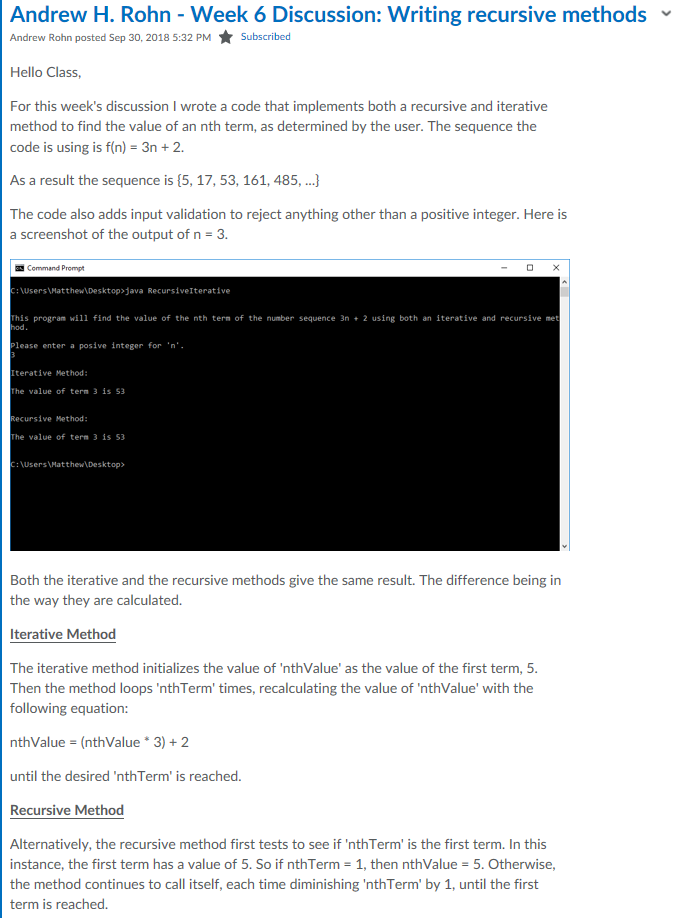 Andrew H. Rohn - Week 6 Discussion: Writing recursive methods
Andrew Rohn posted Sep 30, 2018 5:32 PM ★ Subscribed
Hello Class,
For this week's discussion I wrote a code that implements both a recursive and iterative
method to find the value of an nth term, as determined by the user. The sequence the
code is using is f(n) = 3n + 2.
As a result the sequence is {5, 17, 53, 161, 485, ...}
The code also adds input validation to reject anything other than a positive integer. Here is
a screenshot of the output of n = 3.
Command Prompt
C:\Users\Matthew\Desktop>java RecursiveIterative
This program will find the value of the nth term of the number sequence 3n + 2 using both an iterative and recursive met
hod.
Please enter a posive integer for 'n'.
3
Iterative Method:
The value of term 3 is 53
Recursive Method:
The value of term 3 is 53
C:\Users\Matthew\Desktop>
Both the iterative and the recursive methods give the same result. The difference being in
the way they are calculated.
Iterative Method
The iterative method initializes the value of 'nthValue' as the value of the first term, 5.
Then the method loops 'nthTerm' times, recalculating the value of 'nthValue' with the
following equation:
nthValue = (nthValue * 3) + 2
until the desired 'nthTerm' is reached.
Recursive Method
Alternatively, the recursive method first tests to see if 'nthTerm' is the first term. In this
instance, the first term has a value of 5. So if nthTerm = 1, then nthValue = 5. Otherwise,
the method continues to call itself, each time diminishing 'nthTerm' by 1, until the first
term is reached.